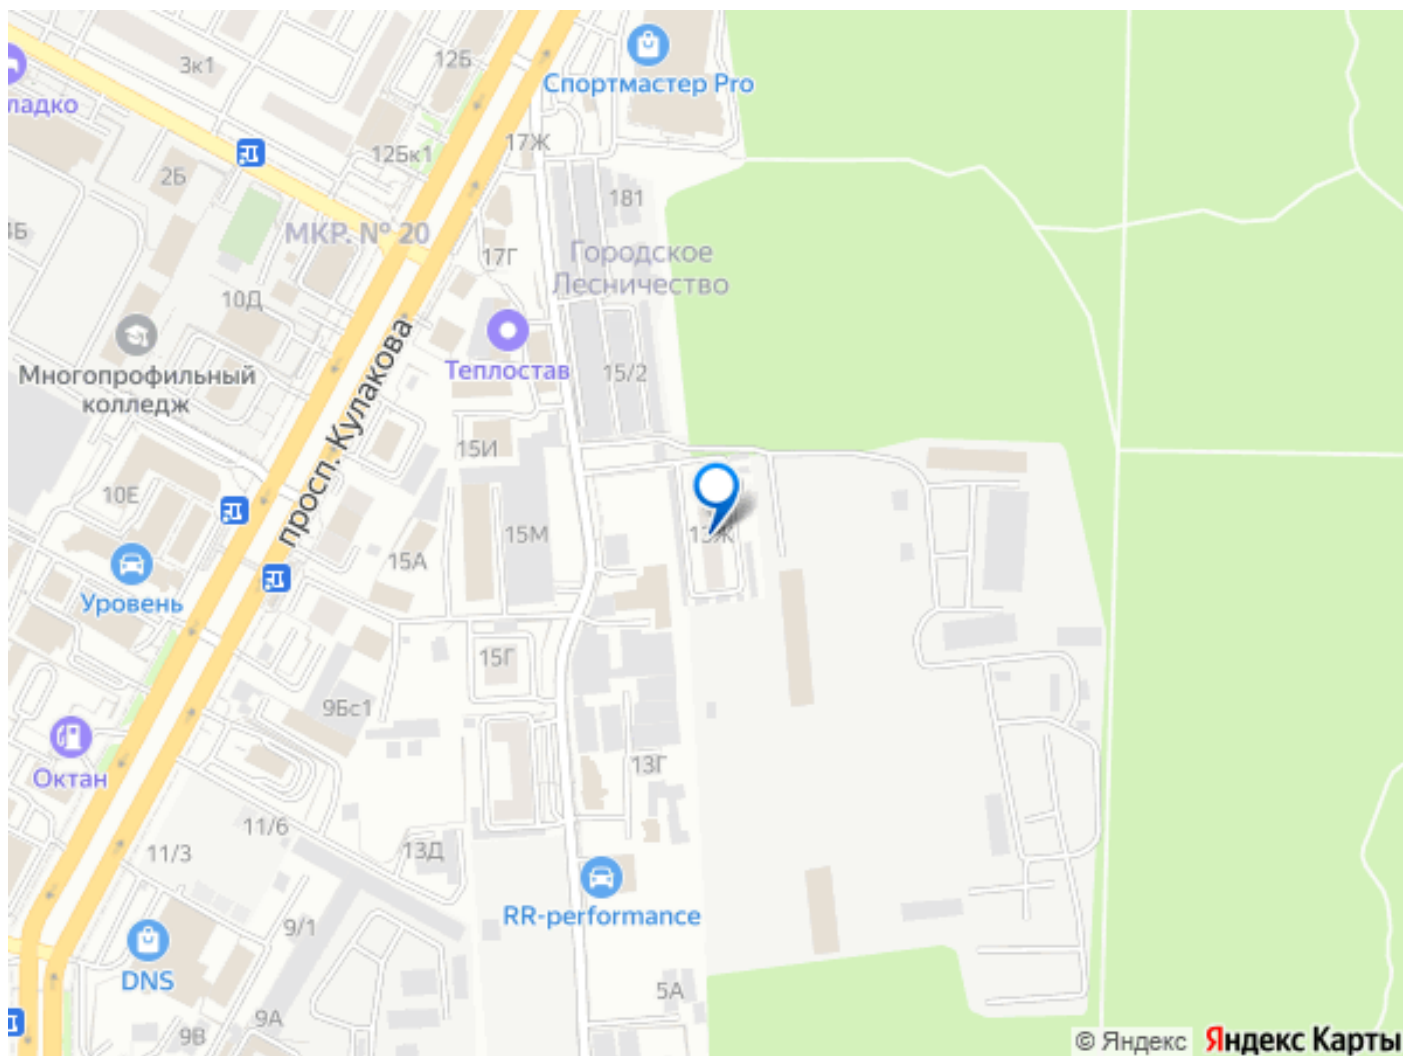 3к1
12Б
Спортмастер Pro
ладко
17Ж
12Бк1
2Б
181
МКР. № 20
Городское
Лесничество
17Г
10Д
просп. Кулакова
Многопрофильный
колледж
Теплостав
15/2
15И
10Е
15М
15А
Уровень
15Г
9Бс1
Октан
13Г
11/6
11/3
13Д
RR-performance
9/1
DNS
5А
9А
9В
© Яндекс Яндекс Карты